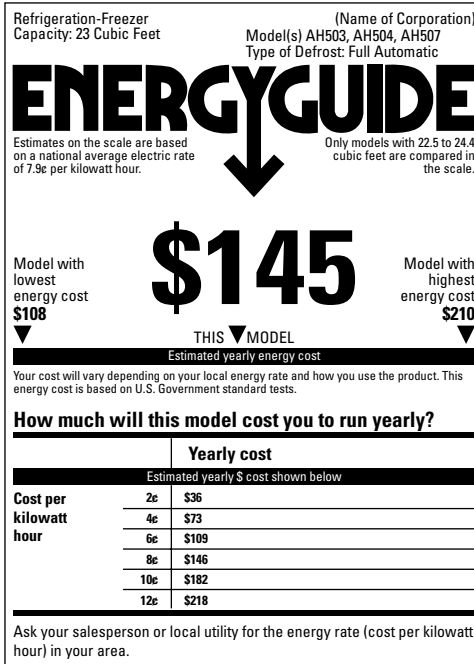 Refrigeration-Freezer
Capacity: 23 Cubic Feet
(Name of Corporation)
Model(s) AH503, AH504, AH507
Type of Defrost: Full Automatic
ENERGYGUIDE
Estimates on the scale are based
on a national average electric rate
of 7.9¢ per kilowatt hour.
Only models with 22.5 to 24.4
cubic feet are compared in
the scale.
$145
Model with
lowest
energy cost
$108
Model with
highest
energy cost
$210
THIS ▼ MODEL
Estimated yearly energy cost
Your cost will vary depending on your local energy rate and how you use the product. This
energy cost is based on U.S. Government standard tests.
How much will this model cost you to run yearly?
Yearly cost
Estimated yearly $ cost shown below
Cost per
kilowatt
hour
2¢ $36
4¢ $73
6¢ $109
8¢ $146
10¢ $182
12¢ $218
Ask your salesperson or local utility for the energy rate (cost per kilowatt
hour) in your area.